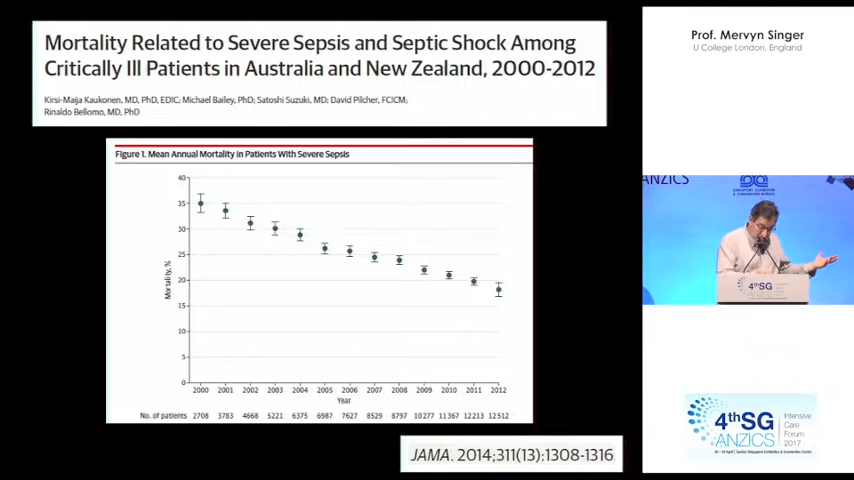 Mortality Related to Severe Sepsis and Septic Shock Among
Critically Ill Patients in Australia and New Zealand, 2000-2012
Kirsi-Maija Kaukonen, MD, PhD, EDIC; Michael Bailey, PhD; Satoshi Suzuki, MD; David Pilcher, FCICM;
Rinaldo Bellomo, MD, PhD
Figure 1. Mean Annual Mortality in Patients With Severe Sepsis
40
35
30
25
20
15
10
5
0
Mortality, %
2000 2001 2002 2003 2004 2005 2006 2007 2008 2009 2010 2011 2012
Year
No. of patients 2708 3783 4668 5221 6375 6987 7627 8529 8797 10277 11367 12213 12512
JAMA. 2014;311(13):1308-1316
Prof. Mervyn Singer
U College London, England
ANZICS
4thSG
4thSG
ANZICS
Intensive
Care
Forum
2017